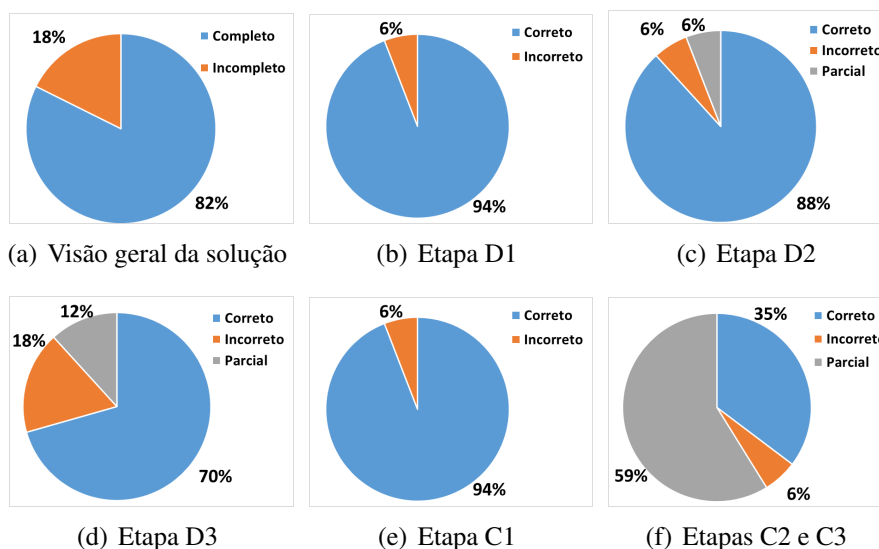 18%
Completo
Incompleto
82%
(a) Visão geral da solução
6%
Correto
Incorreto
94%
(b) Etapa D1
6%
6%
Correto
Incorreto
Parcial
88%
(c) Etapa D2
12%
18%
Correto
Incorreto
Parcial
70%
(d) Etapa D3
6%
Correto
Incorreto
94%
(e) Etapa C1
35%
Correto
Incorreto
Parcial
59%
6%
(f) Etapas C2 e C3